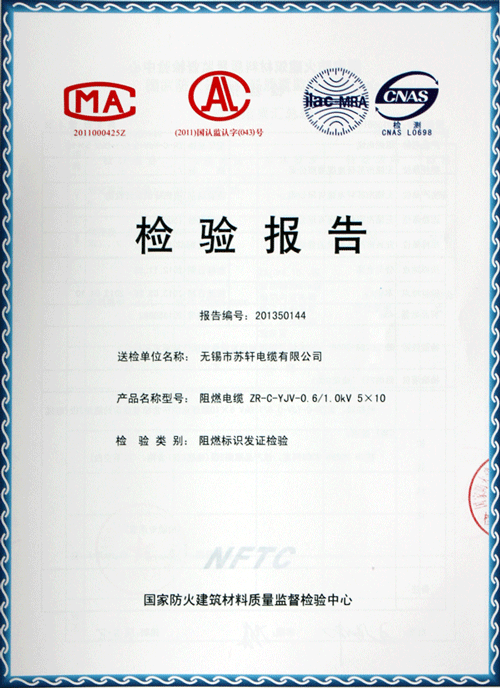 MA
2011000425Z
CAL
(2011)国认监认字(043)号
ilac-MRA
CNAS
检 测
CNAS L0698
检 验 报 告
报告编号: 201350144
送检单位名称: 无锡市苏轩电缆有限公司
产品名称型号: 阻燃电缆 ZR-C-YJV-0.6/1.0kV 5×10
检 验 类 别: 阻燃标识发证检验
NFTC
国家防火建筑材料质量监督检验中心